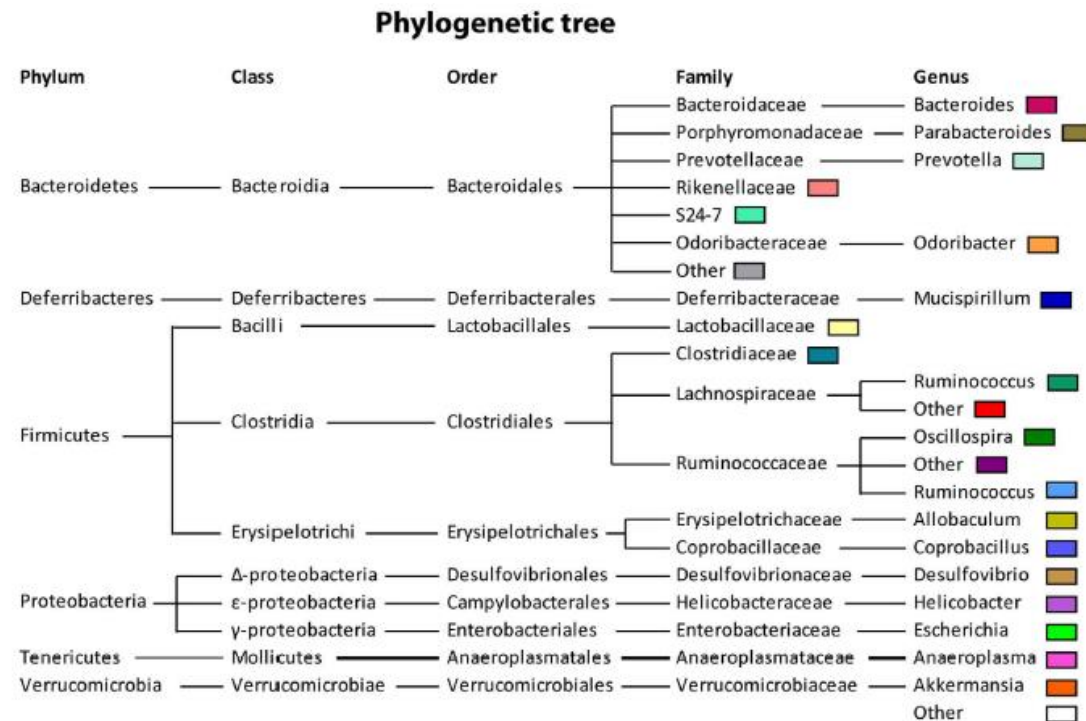 Phylogenetic tree
Phylum Class Order Family Genus
Bacteroidaceae Bacteroides
Porphyromonadaceae Parabacteroides
Prevotellaceae Prevotella
Bacteroidetes Bacteroidia Bacteroidales Rikenellaceae
S24-7
Odoribacteraceae Odoribacter
Other
Deferribacteres Deferribacteres Deferribacterales Deferribacteraceae Mucispirillum
Bacilli Lactobacillales Lactobacillaceae
Clostridiaceae
Ruminococcus
Lachnospiraceae
Other
Firmicutes Clostridia Clostridiales
Oscillospira
Ruminococcaceae Other
Ruminococcus
Erysipelotrichaceae Allobaculum
Erysipelotrichi Erysipelotrichales
Coprobacillaceae Coprobacillus
Δ-proteobacteria Desulfovibrionales Desulfovibrionaceae Desulfovibrio
Proteobacteria ε-proteobacteria Campylobacterales Helicobacteraceae Helicobacter
γ-proteobacteria Enterobacteriales Enterobacteriaceae Escherichia
Tenericutes Mollicutes Anaeroplasmatales Anaeroplasmataceae Anaeroplasma
Verrucomicrobia Verrucomicrobiae Verrucomicrobiales Verrucomicrobiaceae Akkermansia
Other